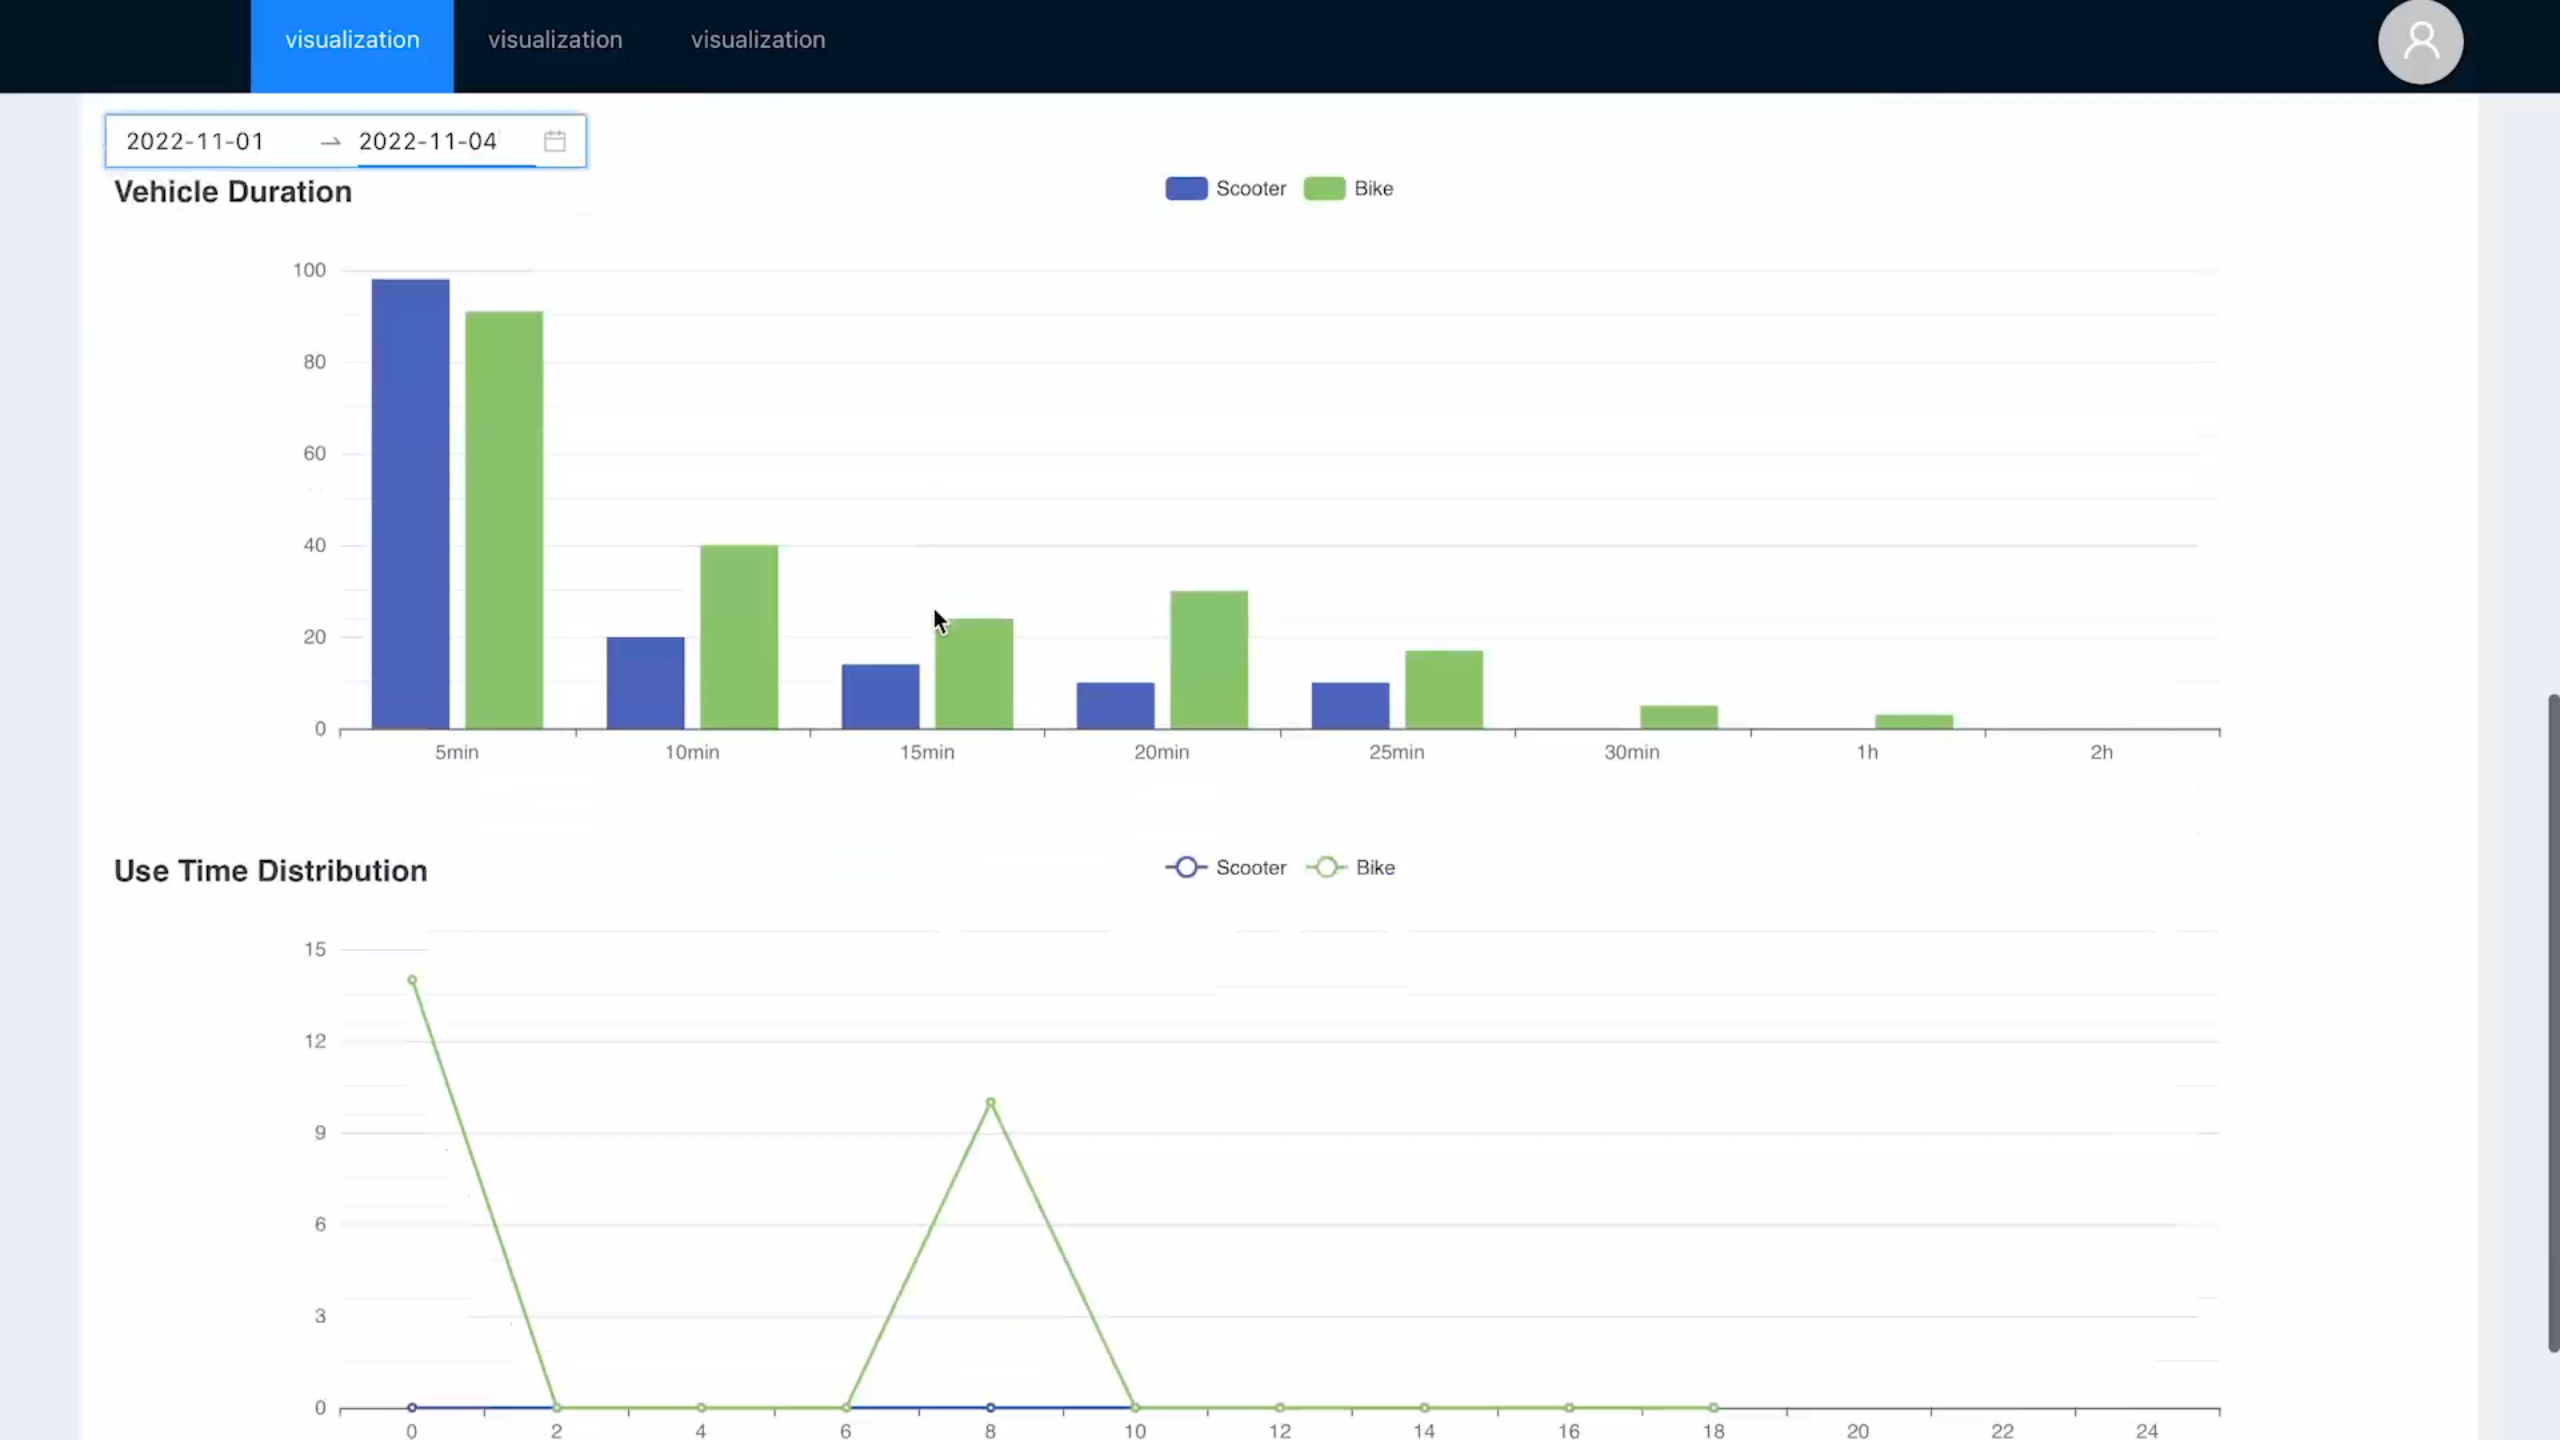 visualization visualization visualization
2022-11-01 → 2022-11-04
Vehicle Duration
Scooter Bike
100
80
60
40
20
0
5min 10min 15min 20min 25min 30min 1h 2h
Use Time Distribution
Scooter Bike
15
12
9
6
3
0
0 2 4 6 8 10 12 14 16 18 20 22 24